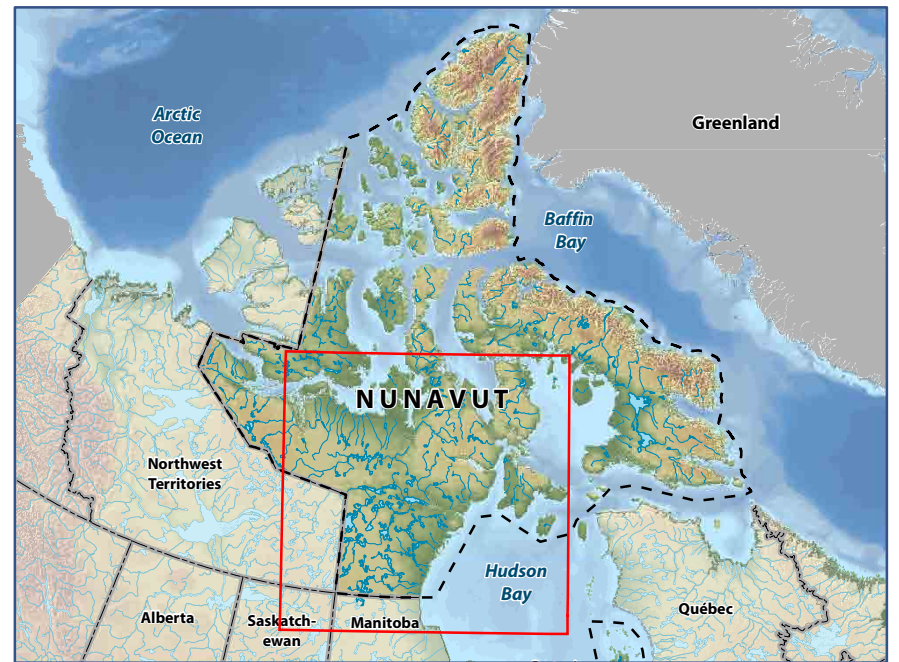 Arctic
Ocean
Greenland
Baffin
Bay
NUNAVUT
Northwest
Territories
Hudson
Bay
Alberta
Saskatch-
ewan
Manitoba
Québec